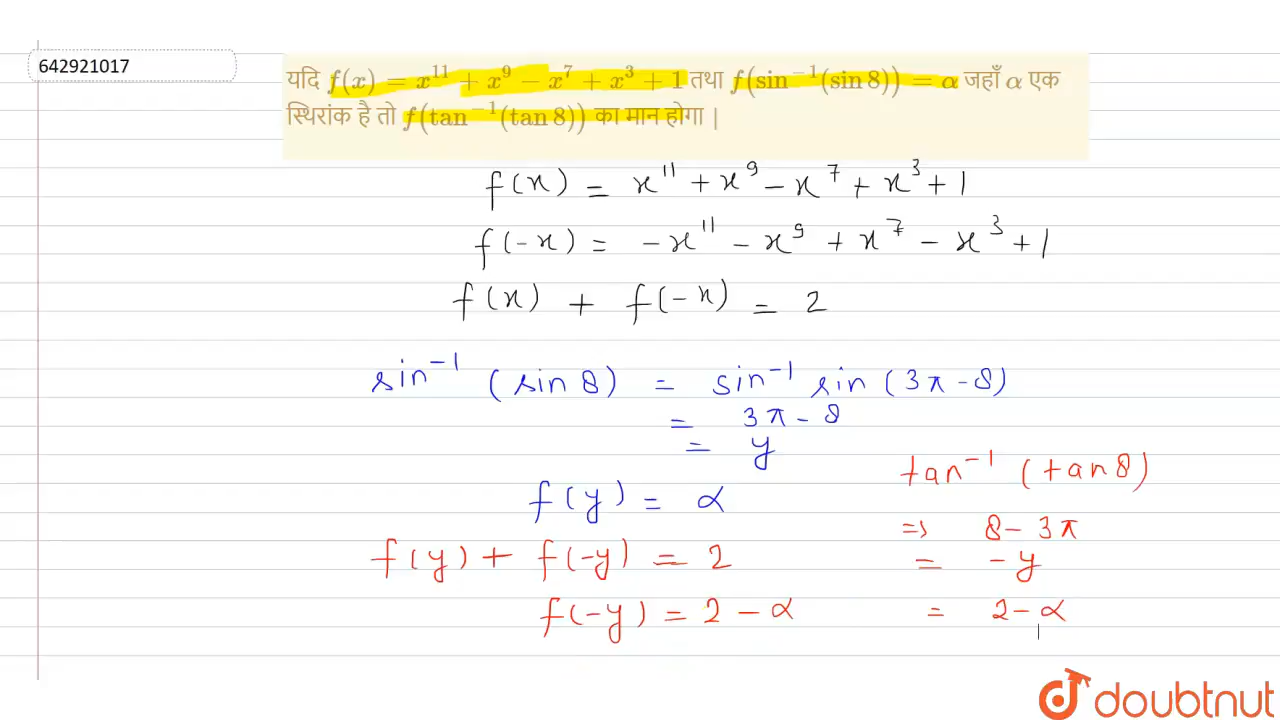 642921017
यदि f(x) = x^11 + x^9 − x^7 + x^3 + 1 तथा f(sin^−1(sin 8)) = α जहाँ α एक
स्थिरांक है तो f(tan^−1(tan 8)) का मान होगा |
f(x) = x^11 + x^9 − x^7 + x^3 + 1
f(−x) = −x^11 − x^9 + x^7 − x^3 + 1
f(x) + f(−x) = 2
sin^−1 (sin 8) = sin^−1 sin (3π − 8)
= 3π − 8
= y
tan^−1 (tan 8)
f(y) = α
⇒ 8 − 3π
f(y) + f(−y) = 2
= −y
f(−y) = 2 − α
= 2 − α
doubtnut